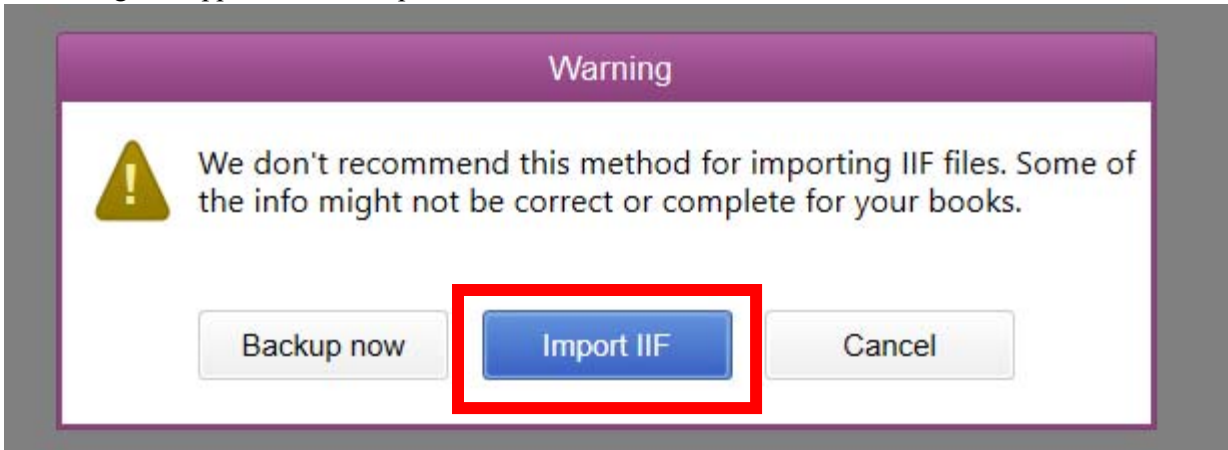 Warning
We don't recommend this method for importing IIF files. Some of
the info might not be correct or complete for your books.
Backup now
Import IIF
Cancel